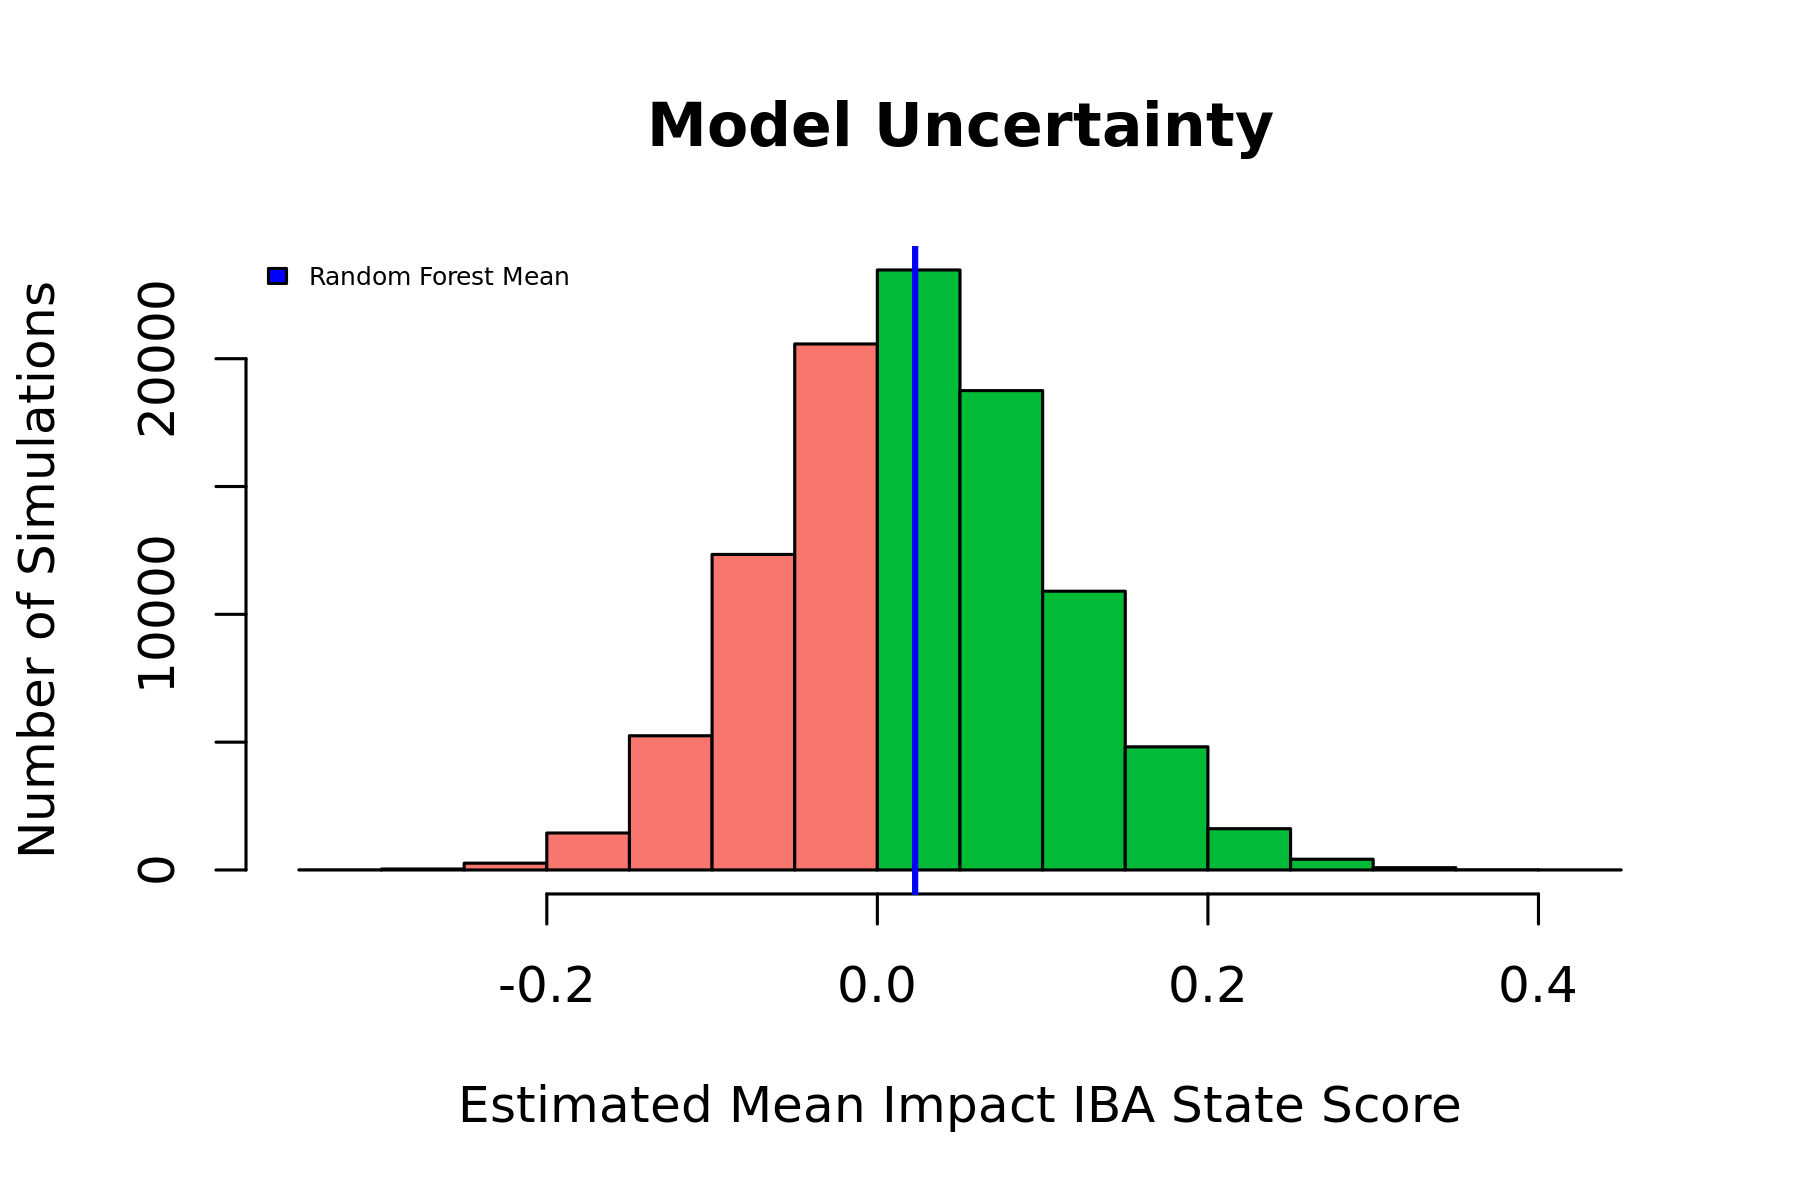 Model Uncertainty
Random Forest Mean
Number of Simulations
20000
10000
0
-0.2 0.0 0.2 0.4
Estimated Mean Impact IBA State Score